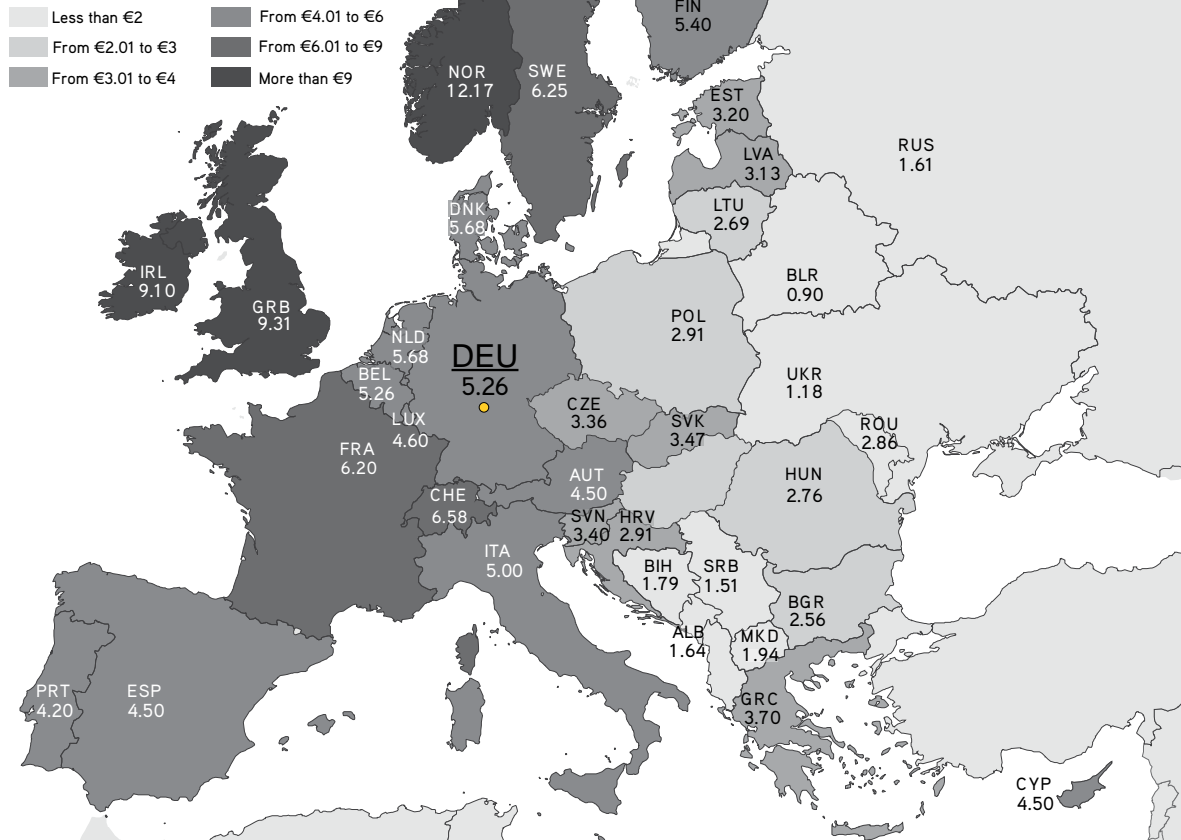 Less than €2
From €2.01 to €3
From €3.01 to €4
From €4.01 to €6
From €6.01 to €9
More than €9
FIN
5.40
NOR
12.17
SWE
6.25
EST
3.20
RUS
1.61
LVA
3.13
LTU
2.69
DNK
5.68
IRL
9.10
GRB
9.31
BLR
0.90
POL
2.91
NLD
5.68
DEU
5.26
BEL
5.26
UKR
1.18
LUX
4.60
CZE
3.36
SVK
3.47
ROU
2.86
FRA
6.20
AUT
4.50
HUN
2.76
CHE
6.58
SVN
3.40
HRV
2.91
ITA
5.00
BIH
1.79
SRB
1.51
BGR
2.56
ALB
1.64
MKD
1.94
PRT
4.20
ESP
4.50
GRC
3.70
CYP
4.50